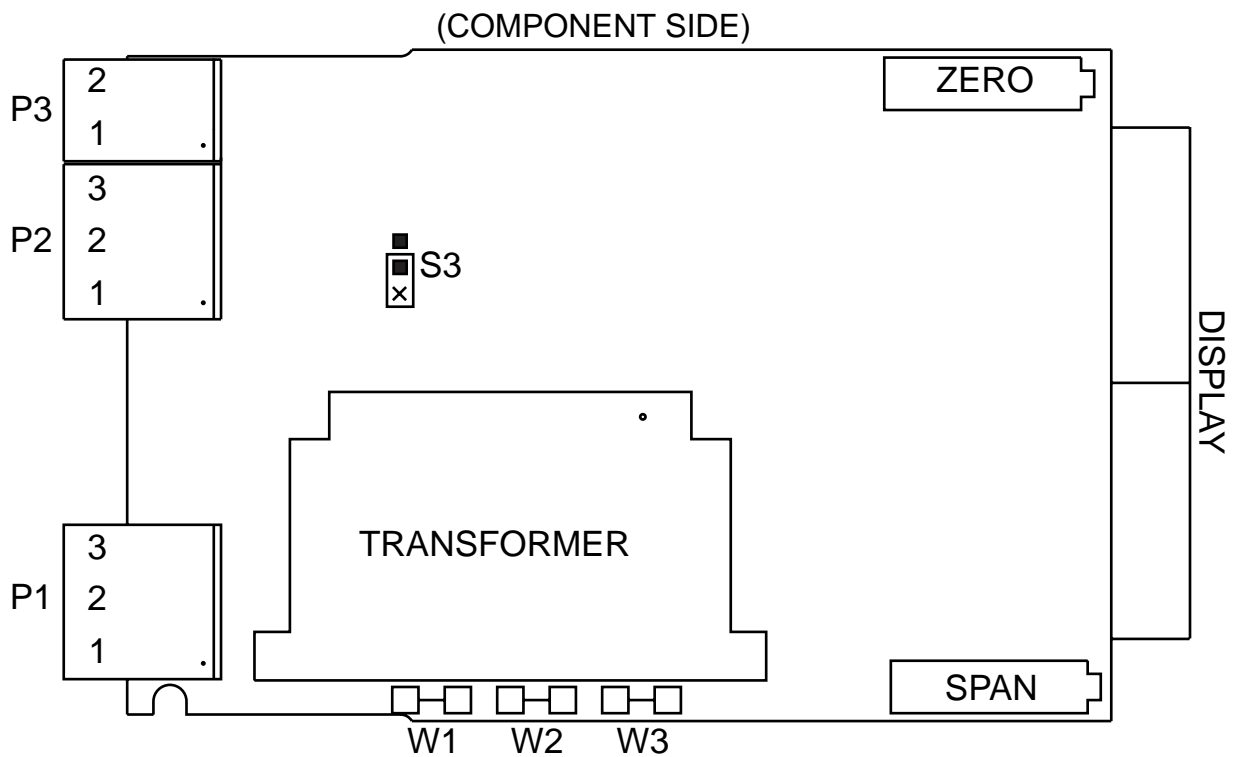 (COMPONENT SIDE)
P3
2
1
ZERO
P2
3
2
1
S3
DISPLAY
TRANSFORMER
P1
3
2
1
SPAN
W1 W2 W3